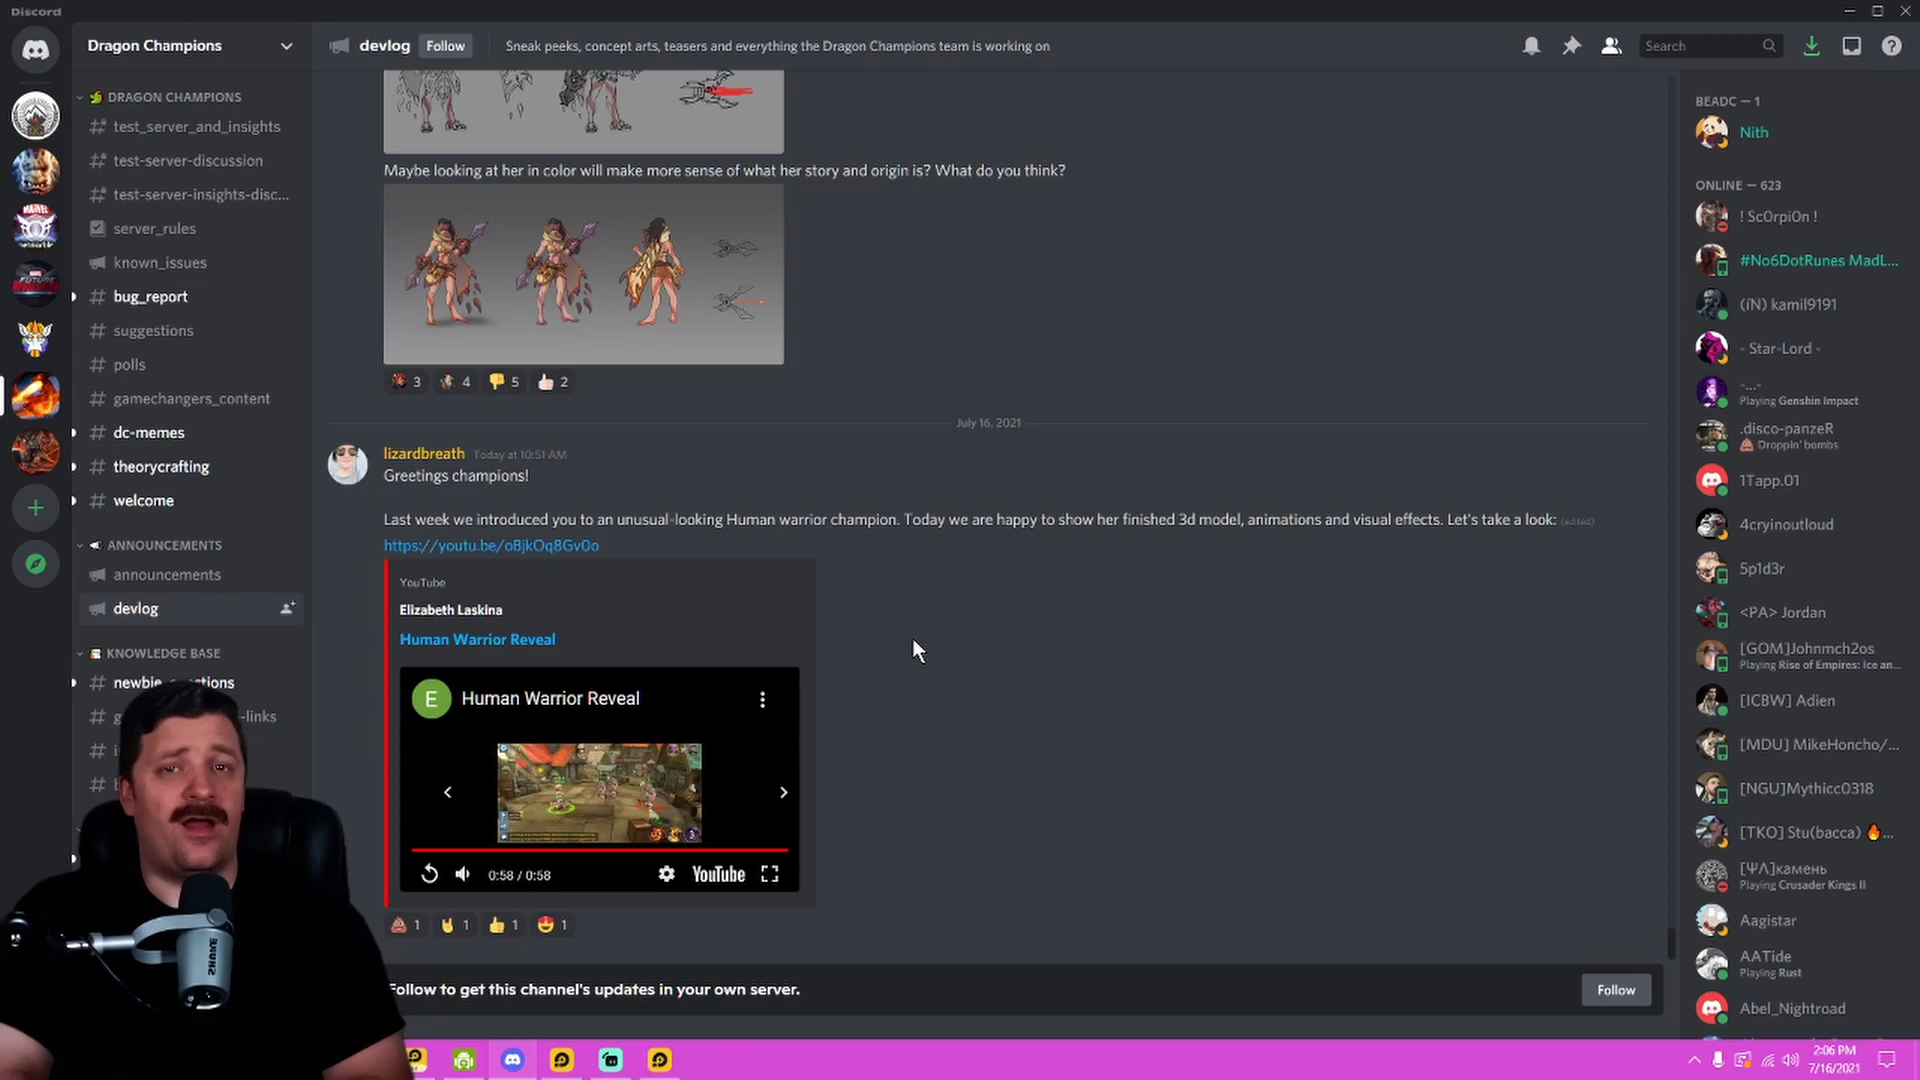 Discord
Dragon Champions
DRAGON CHAMPIONS
test_server_and_insights
test-server-discussion
test-server-insights-disc...
server_rules
known_issues
bug_report
suggestions
polls
gamechangers_content
dc-memes
theorycrafting
welcome
ANNOUNCEMENTS
announcements
devlog
KNOWLEDGE BASE
-links
devlog
Follow
Sneak peeks, concept arts, teasers and everything the Dragon Champions team is working on
Search
Maybe looking at her in color will make more sense of what her story and origin is? What do you think?
3
4
5
2
July 16, 2021
lizardbreath Today at 10:51 AM
Greetings champions!
Last week we introduced you to an unusual-looking Human warrior champion. Today we are happy to show her finished 3d model, animations and visual effects. Let's take a look: (edited)
https://youtu.be/oBjkOq8Gv0o
YouTube
Elizabeth Laskina
Human Warrior Reveal
E Human Warrior Reveal
0:58 / 0:58
YouTube
1
1
1
1
Follow to get this channel's updates in your own server.
Follow
BEADC — 1
Nith
ONLINE — 623
! Sc0rpi0n !
#No6DotRunes MadL...
kamil9191
- Star-Lord -
-...-
Playing Genshin Impact
.disco-panzeR
Droppin' bombs
1Tapp.01
4cryinoutloud
5p1d3r
<PA> Jordan
[GOM]Johnmch2os
Playing Rise of Empires: Ice an...
[ICBW] Adien
[MDU] MikeHoncho/...
[NGU]Mythicc0318
[TKO] Stu(bacca) 🔥...
[ΨΛ]камень
Playing Crusader Kings II
Aagistar
AATide
Playing Rust
Abel_Nightroad
SHURE
2:06 PM
7/16/2021